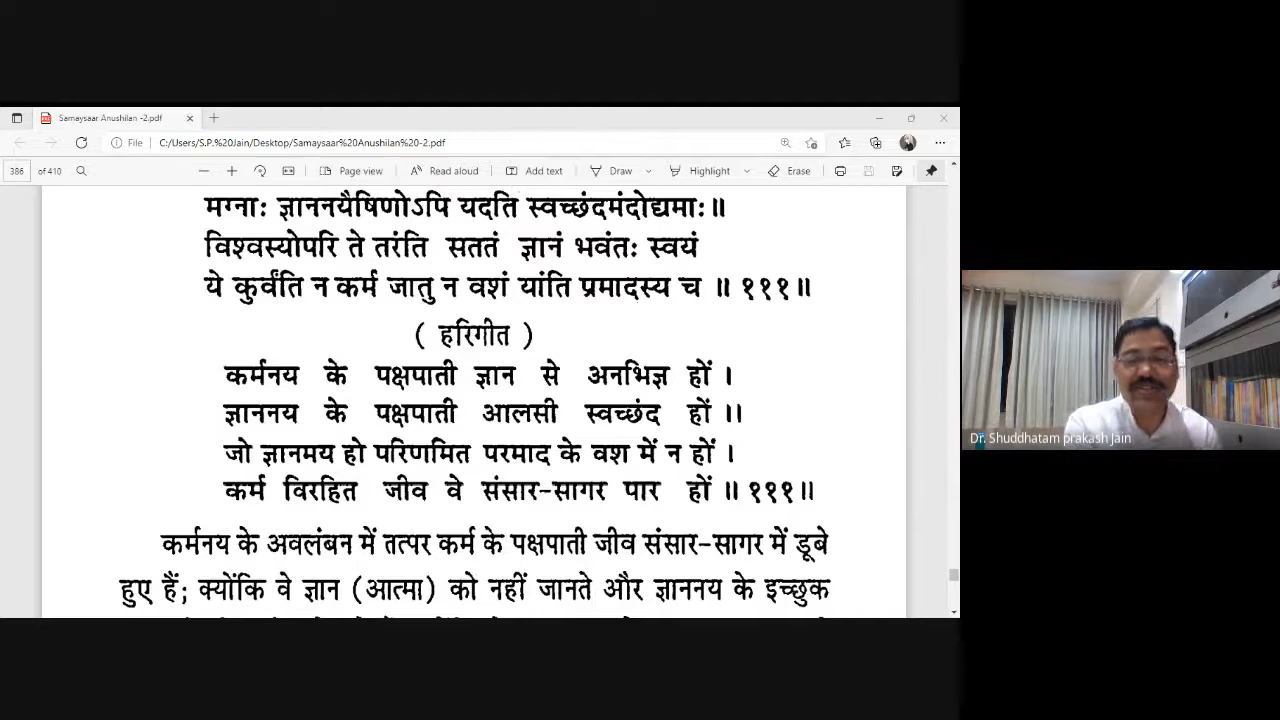 Samaysaar Anushilan -2.pdf
File C:/Users/S.P.%20Jain/Desktop/Samaysaar%20Anushilan%20-2.pdf
386 of 410 Page view Read aloud Add text Draw Highlight Erase
मग्नाः ज्ञाननयैषिणोऽपि यदति स्वच्छंदमंदोद्यमाः॥
विश्वस्योपरि ते तरंति सततं ज्ञानं भवंतः स्वयं
ये कुर्वंति न कर्म जातु न वशं यांति प्रमादस्य च ॥ १११॥
( हरिगीत )
कर्मनय के पक्षपाती ज्ञान से अनभिज्ञ हों ।
ज्ञाननय के पक्षपाती आलसी स्वच्छंद हों ।।
जो ज्ञानमय हो परिणमित परमाद के वश में न हों ।
कर्म विरहित जीव वे संसार-सागर पार हों ॥ १११॥
कर्मनय के अवलंबन में तत्पर कर्म के पक्षपाती जीव संसार-सागर में डूबे
हुए हैं; क्योंकि वे ज्ञान (आत्मा) को नहीं जानते और ज्ञाननय के इच्छुक
Dr. Shuddhatam prakash Jain